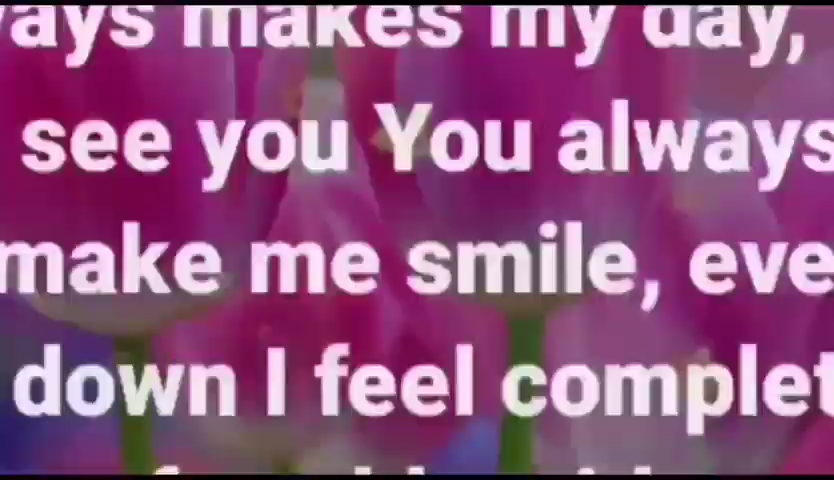 ays makes my day,
see you You always
make me smile, eve
down I feel complet